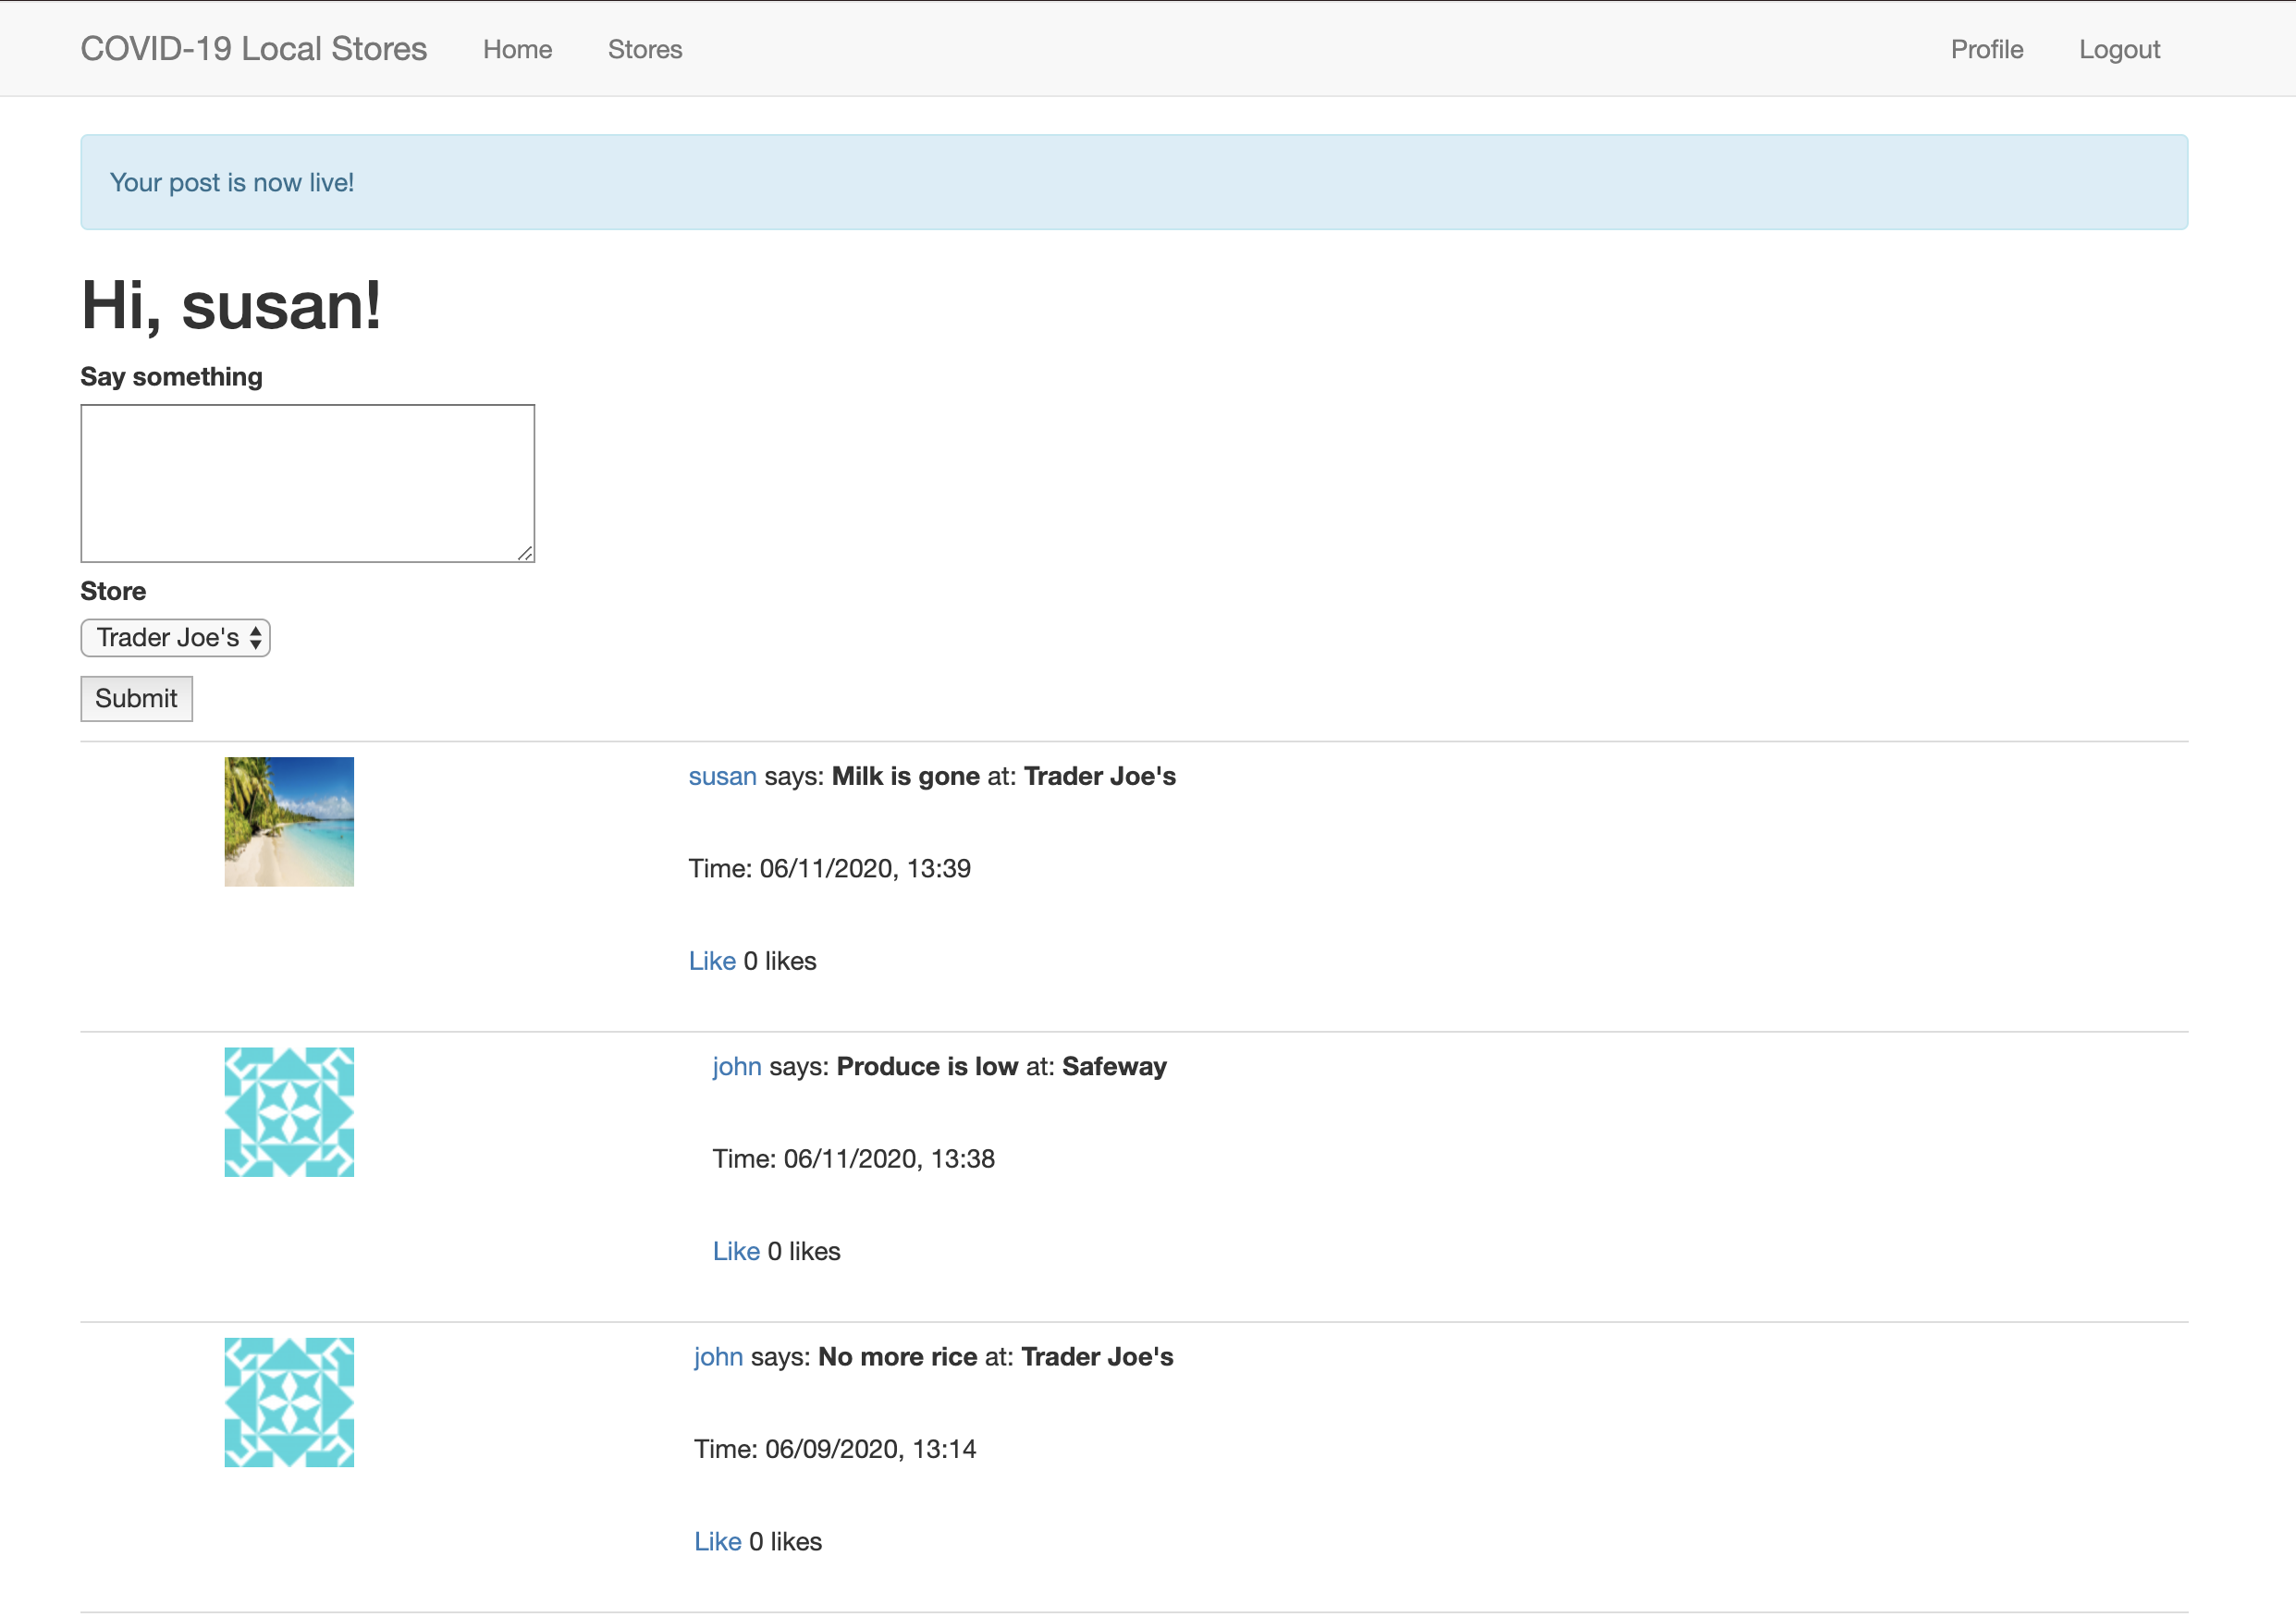 COVID-19 Local Stores Home Stores Profile Logout
Your post is now live!
Hi, susan!
Say something
Store
Trader Joe's
Submit
susan says: Milk is gone at: Trader Joe's
Time: 06/11/2020, 13:39
Like 0 likes
john says: Produce is low at: Safeway
Time: 06/11/2020, 13:38
Like 0 likes
john says: No more rice at: Trader Joe's
Time: 06/09/2020, 13:14
Like 0 likes